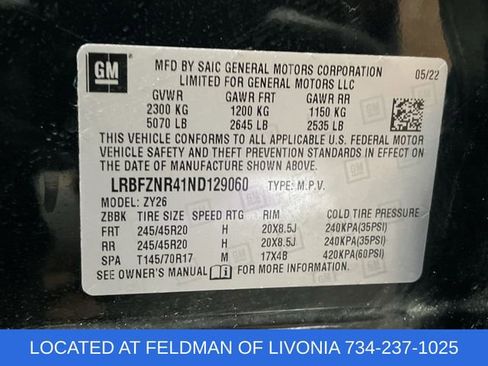 GM
MFD BY SAIC GENERAL MOTORS CORPORATION 05/22
LIMITED FOR GENERAL MOTORS LLC
GVWR GAWR FRT GAWR RR
2300 KG 1200 KG 1150 KG
5070 LB 2645 LB 2535 LB
THIS VEHICLE CONFORMS TO ALL APPLICABLE U.S. FEDERAL MOTOR
VEHICLE SAFETY, BUMPER, AND THEFT PREVENTION STANDARDS IN
EFFECT ON THE DATE OF MANUFACTURE SHOWN ABOVE.
LRBFZNR41ND129060 TYPE: M.P.V.
MODEL: ZY26
ZBBK TIRE SIZE SPEED RTG RIM COLD TIRE PRESSURE
FRT 245/45R20 H 20X8.5J 240KPA(35PSI)
RR 245/45R20 H 20X8.5J 240KPA(35PSI)
SPA T145/70R17 M 17X4B 420KPA(60PSI)
SEE OWNER'S MANUAL FOR MORE INFORMATION.
LOCATED AT FELDMAN OF LIVONIA 734-237-1025